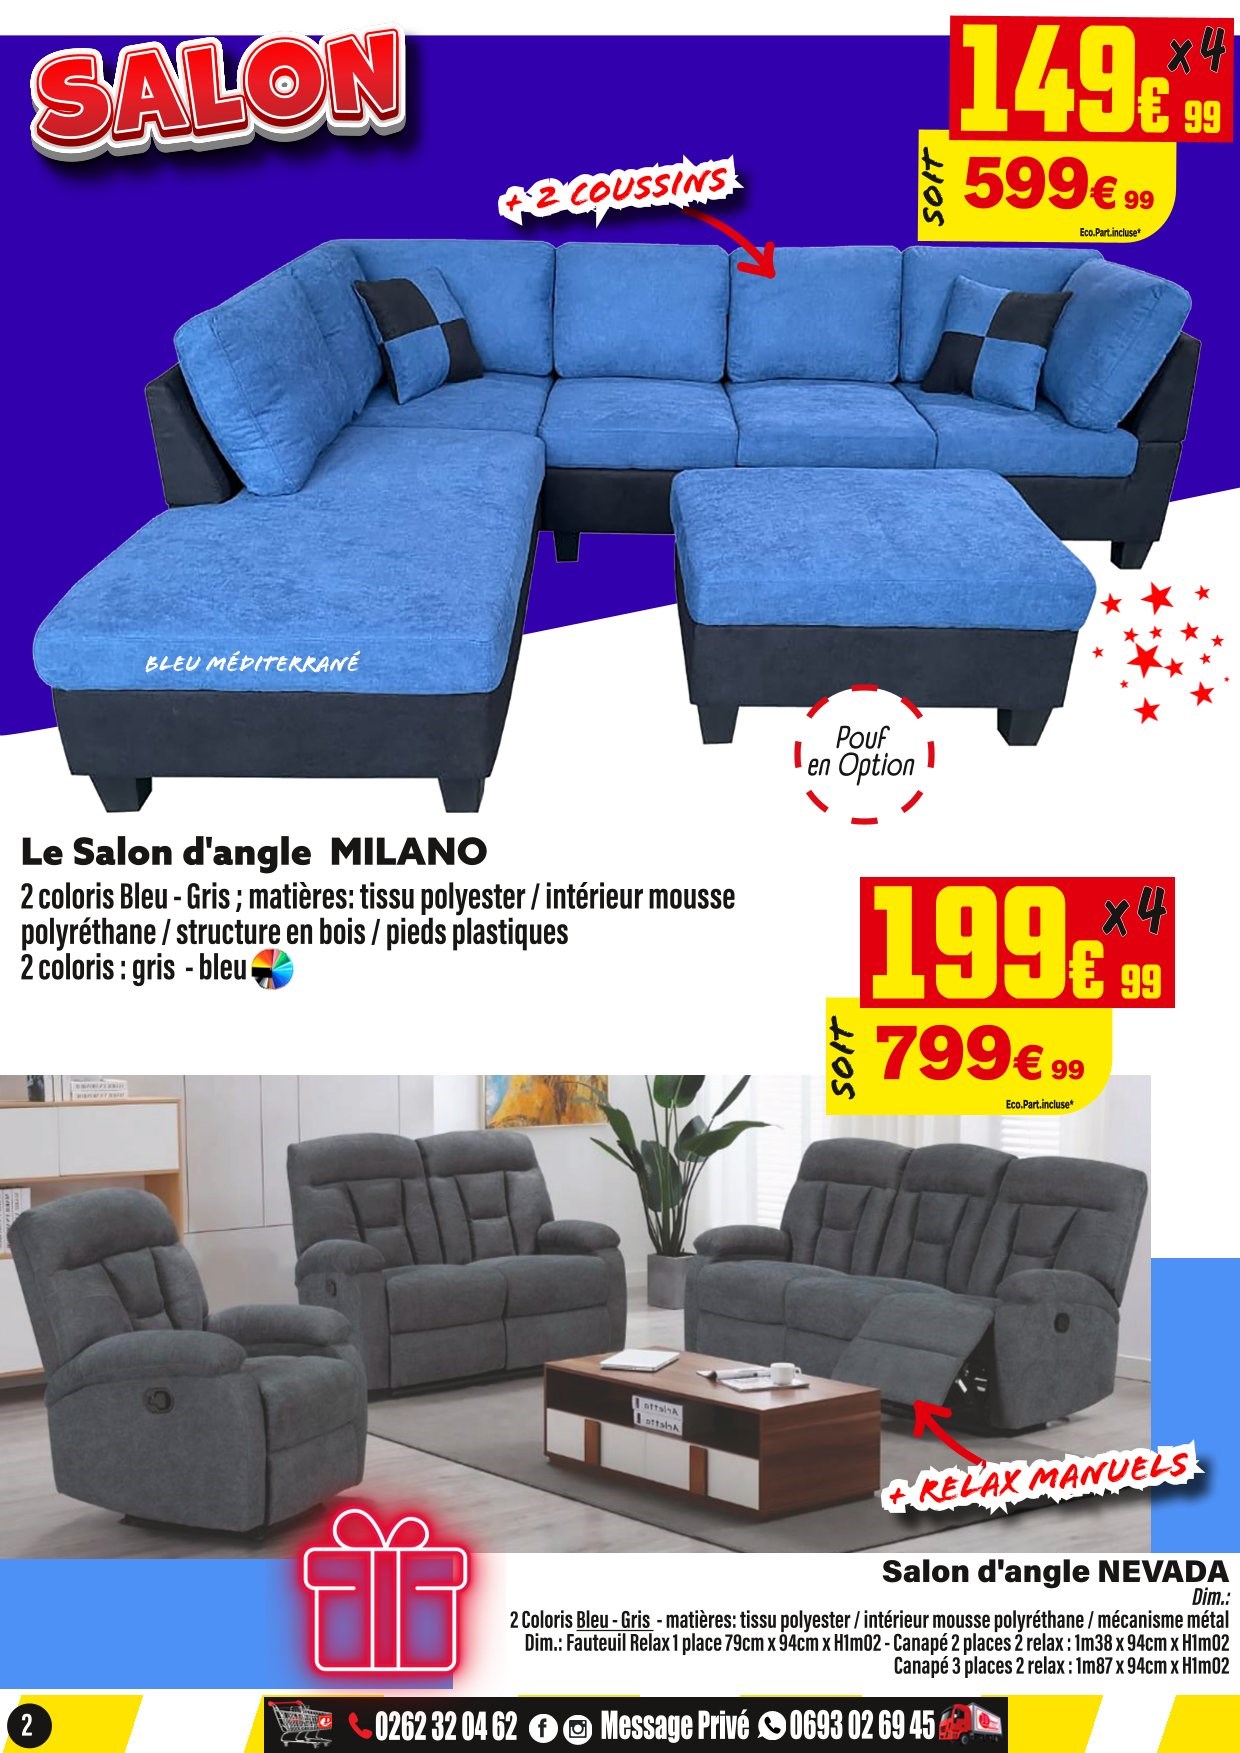 SALON
149€99 x4
SOIT 599€99
Eco.Part.incluse*
+ 2 COUSSINS
BLEU MÉDITERRANÉ
Pouf
en Option
Le Salon d'angle MILANO
2 coloris Bleu - Gris ; matières: tissu polyester / intérieur mousse
polyréthane / structure en bois / pieds plastiques
2 coloris : gris - bleu
199€99 x4
SOIT 799€99
Eco.Part.incluse*
+ RELAX MANUELS
Salon d'angle NEVADA
Dim.:
2 Coloris Bleu - Gris - matières: tissu polyester / intérieur mousse polyréthane / mécanisme métal
Dim.: Fauteuil Relax 1 place 79cm x 94cm x H1m02 - Canapé 2 places 2 relax : 1m38 x 94cm x H1m02
Canapé 3 places 2 relax : 1m87 x 94cm x H1m02
2
0262 32 04 62 Message Privé 0693 02 69 45